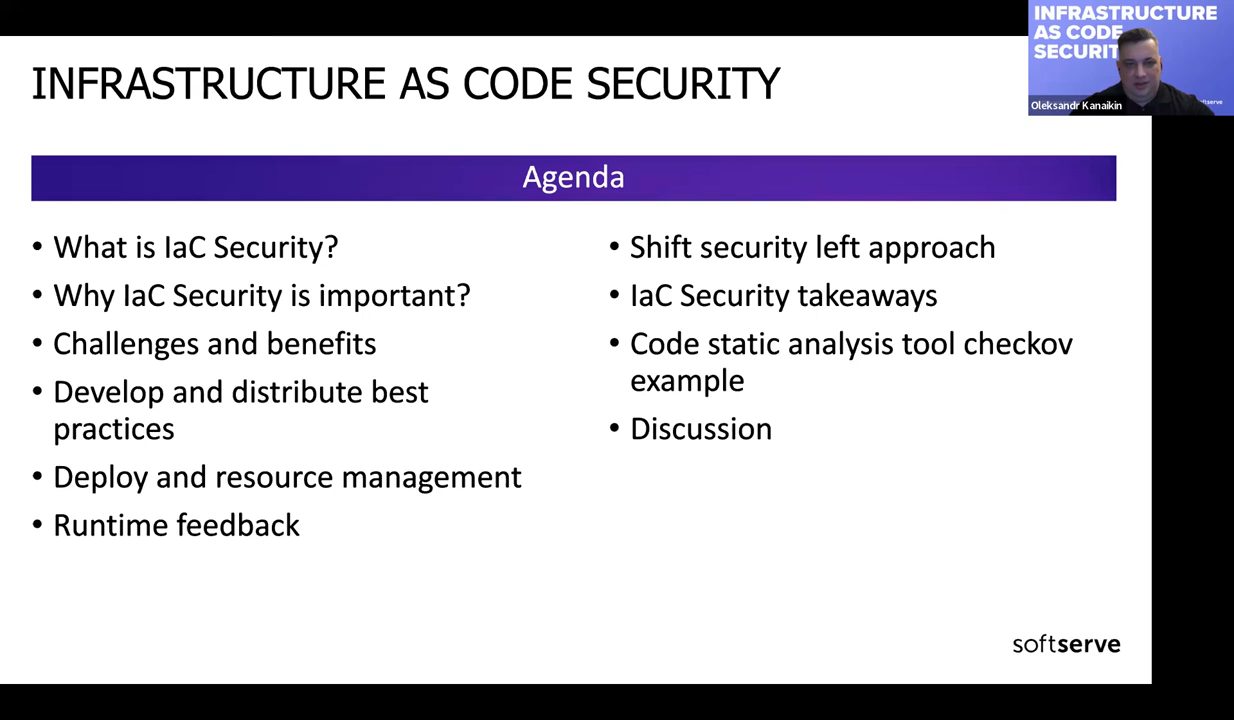 INFRASTRUCTURE AS CODE SECURITY
INFRASTRUCTURE
AS CODE
SECURIT
Oleksandr Kanaikin
Agenda
• What is IaC Security?
• Why IaC Security is important?
• Challenges and benefits
• Develop and distribute best
practices
• Deploy and resource management
• Runtime feedback
• Shift security left approach
• IaC Security takeaways
• Code static analysis tool checkov
example
• Discussion
softserve